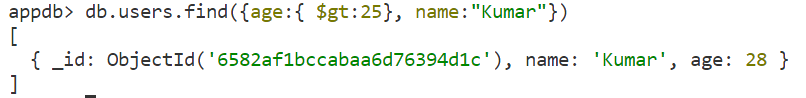 appdb> db.users.find({age:{ $gt:25}, name:"Kumar"})
[
  { _id: ObjectId('6582af1bccabaa6d76394d1c'), name: 'Kumar', age: 28 }
]